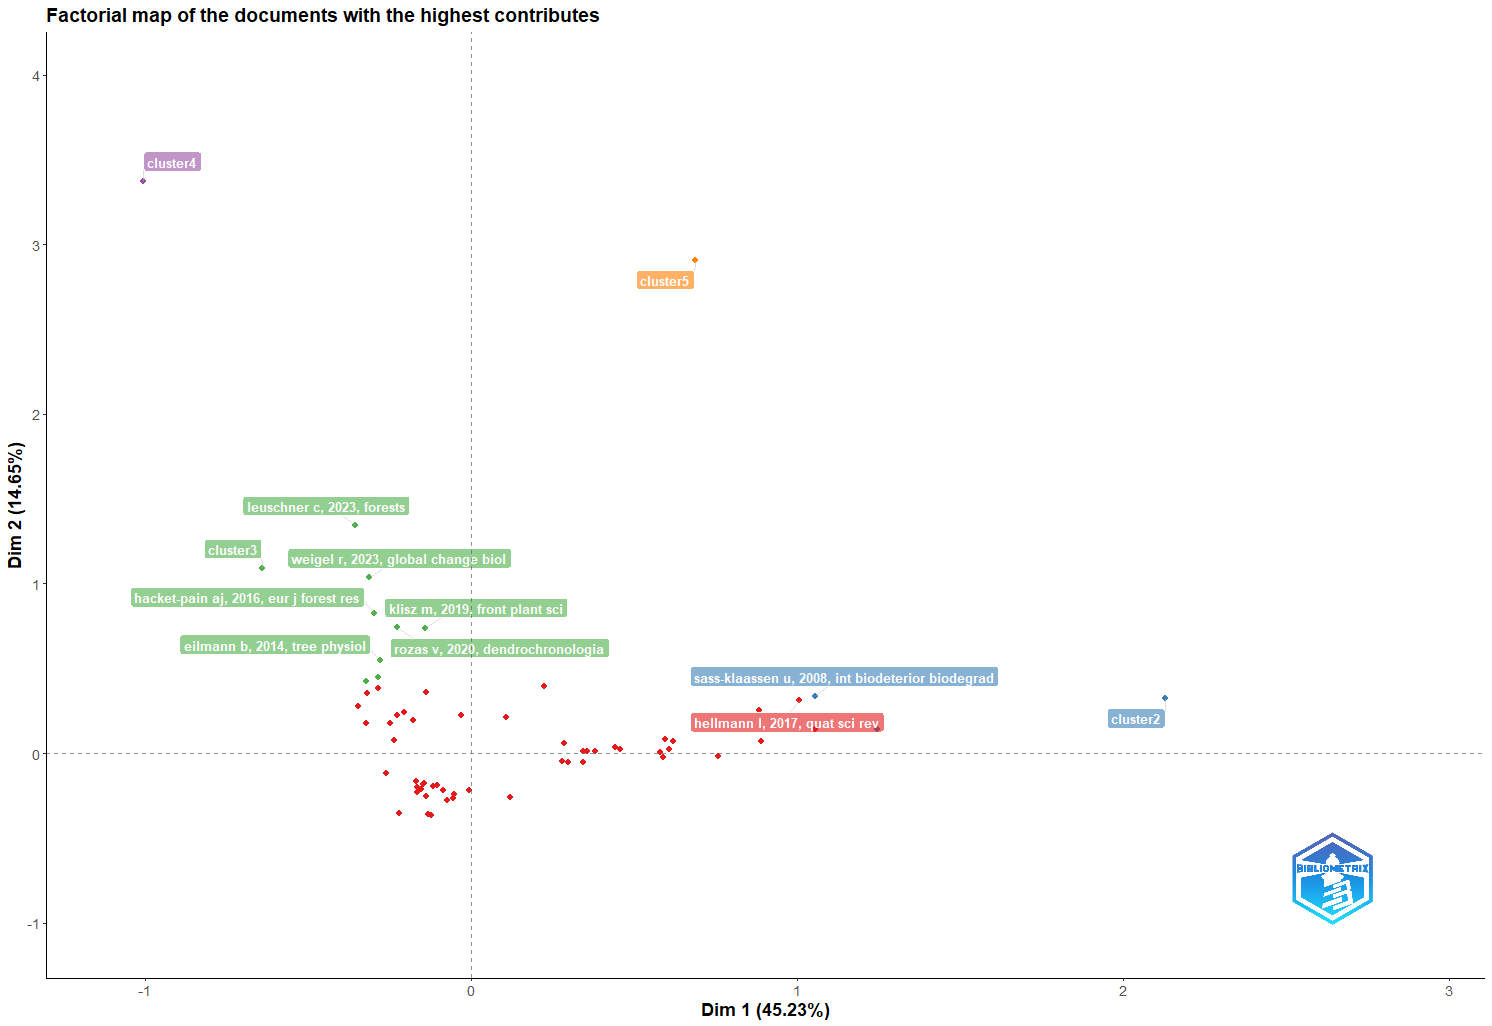 Factorial map of the documents with the highest contributes
4
cluster4
3
cluster5
2
leuschner c, 2023, forests
cluster3
weigel r, 2023, global change biol
1
hacket-pain aj, 2016, eur j forest res
klisz m, 2019, front plant sci
eilmann b, 2014, tree physiol
rozas v, 2020, dendrochronologia
sass-klaassen u, 2008, int biodeterior biodegrad
hellmann l, 2017, quat sci rev
cluster2
0
-1
BIBLIOMETRIX
Dim 2 (14.65%)
-1
0
1
2
3
Dim 1 (45.23%)